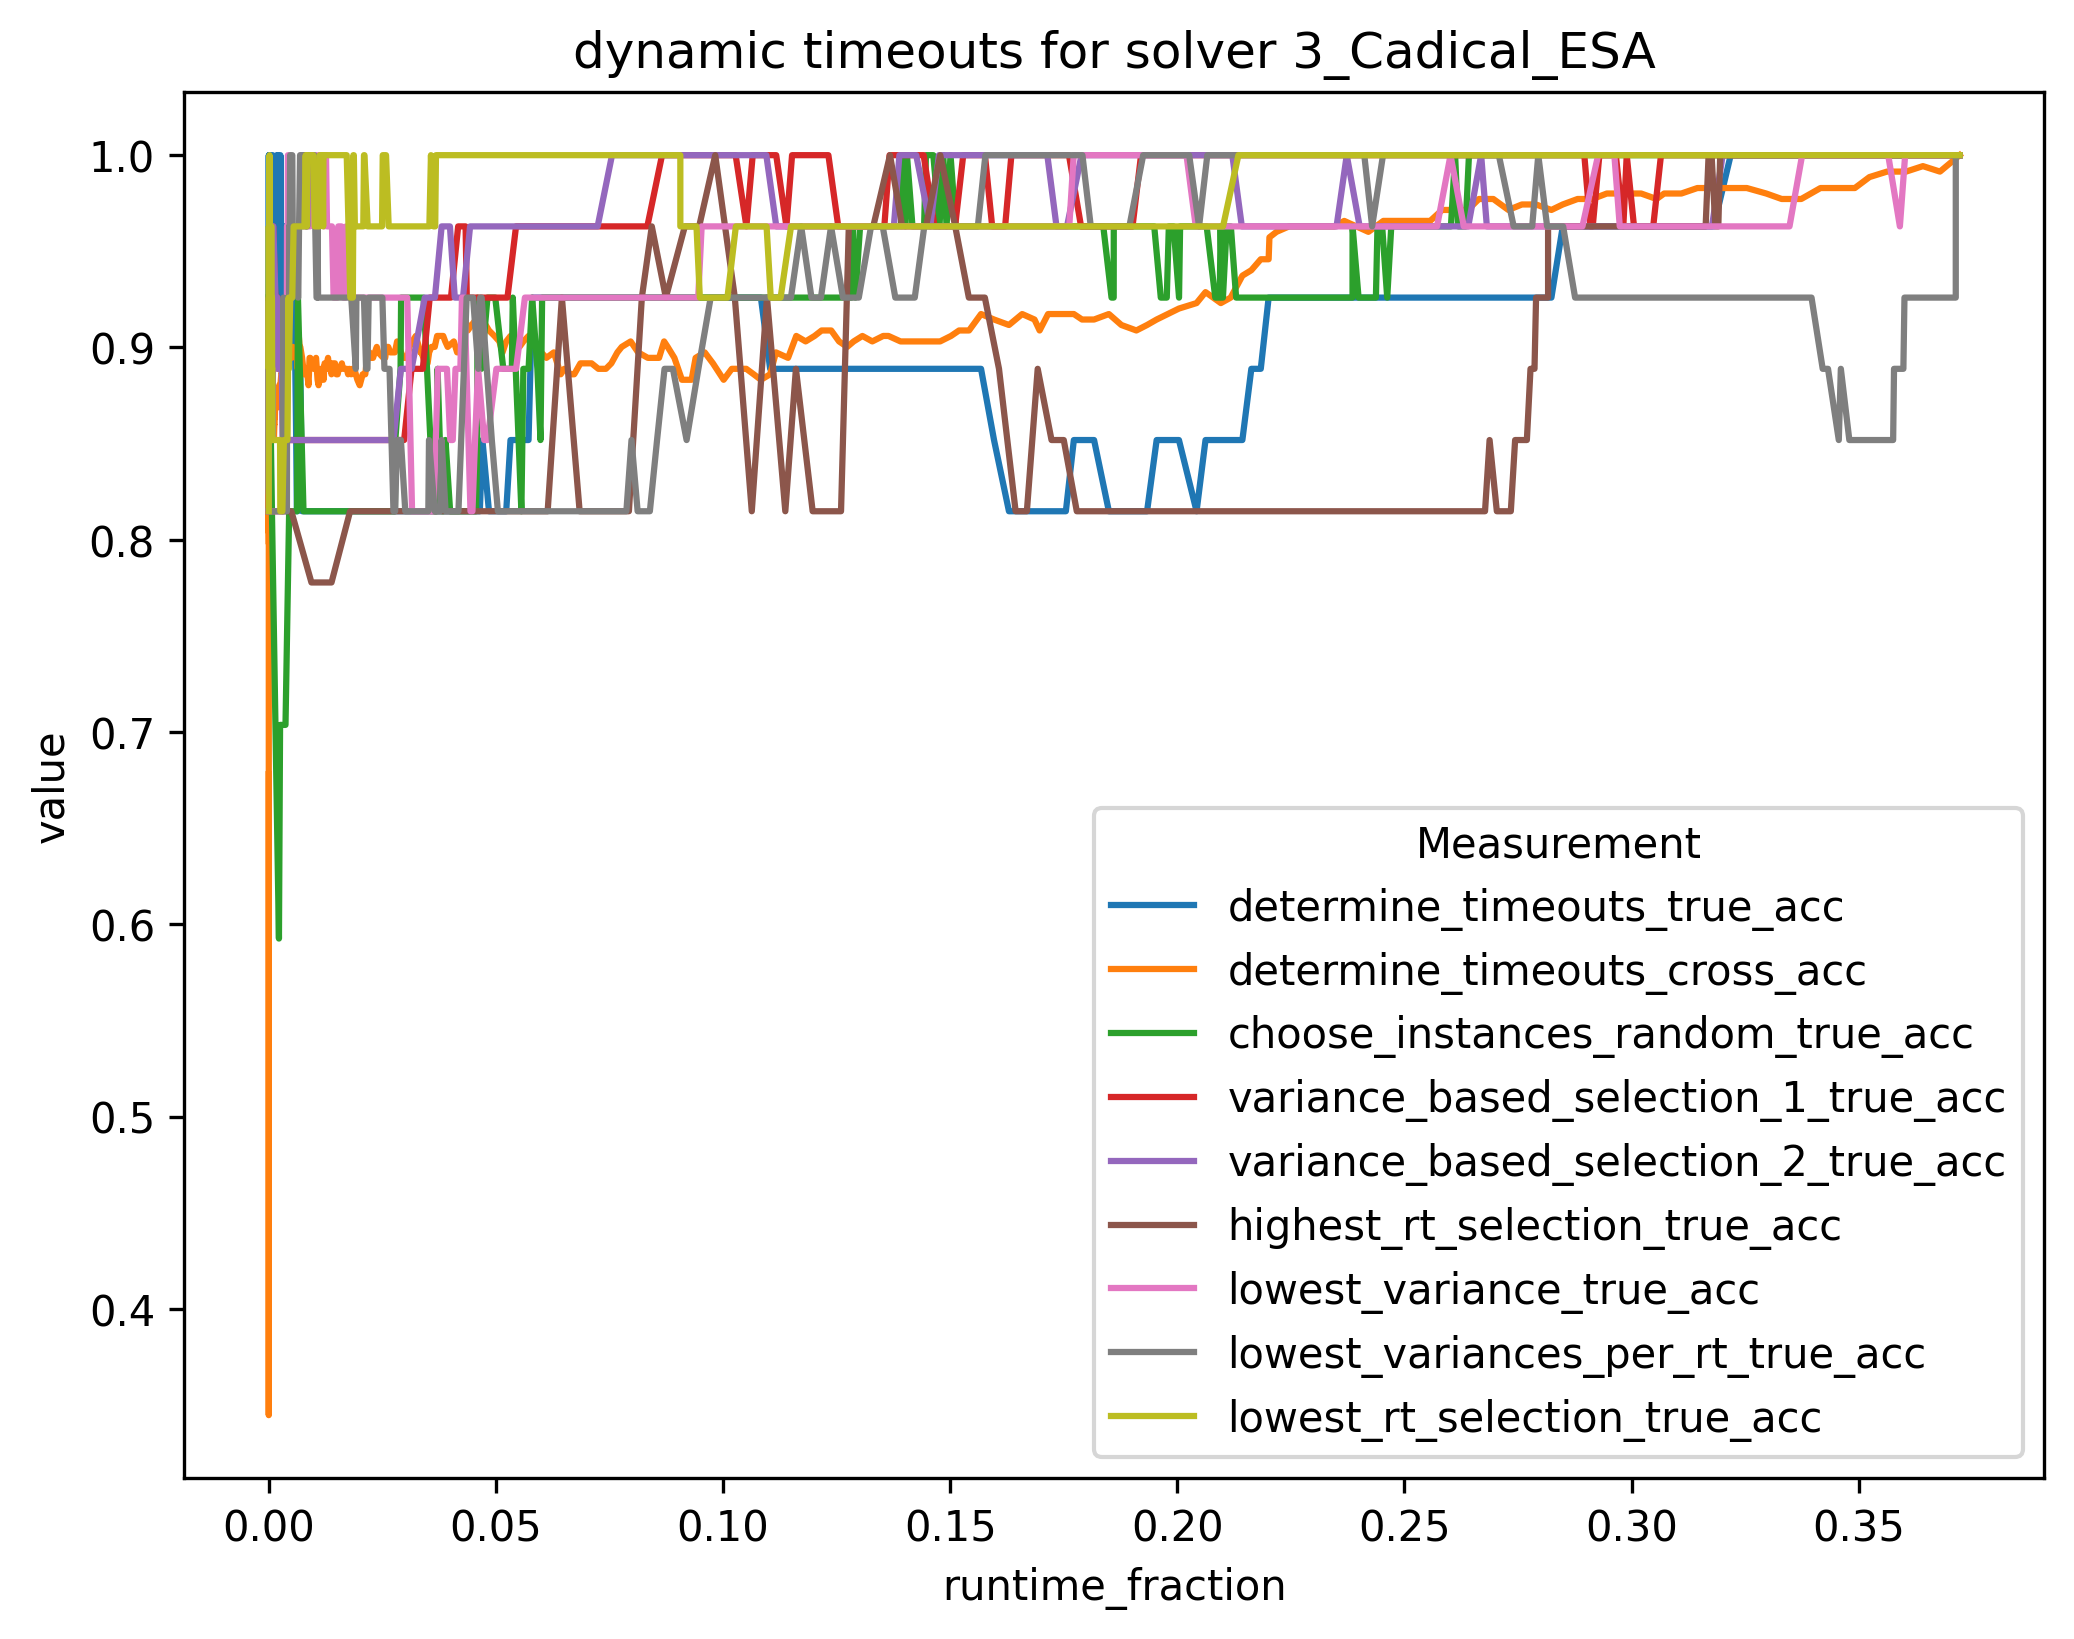 dynamic timeouts for solver 3_Cadical_ESA
1.0
0.9
0.8
0.7
0.6
0.5
0.4
value
0.00 0.05 0.10 0.15 0.20 0.25 0.30 0.35
runtime_fraction
Measurement
determine_timeouts_true_acc
determine_timeouts_cross_acc
choose_instances_random_true_acc
variance_based_selection_1_true_acc
variance_based_selection_2_true_acc
highest_rt_selection_true_acc
lowest_variance_true_acc
lowest_variances_per_rt_true_acc
lowest_rt_selection_true_acc